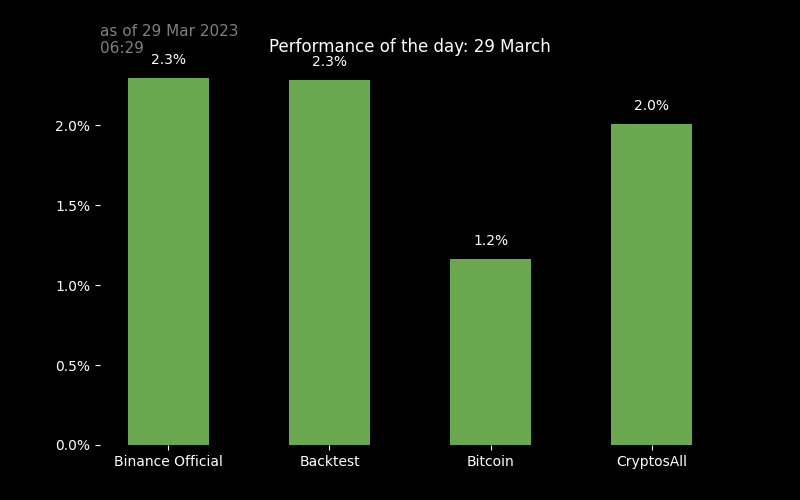 as of 29 Mar 2023
06:29
Performance of the day: 29 March
2.3%
2.3%
1.2%
2.0%
2.0%
1.5%
1.0%
0.5%
0.0%
Binance Official
Backtest
Bitcoin
CryptosAll